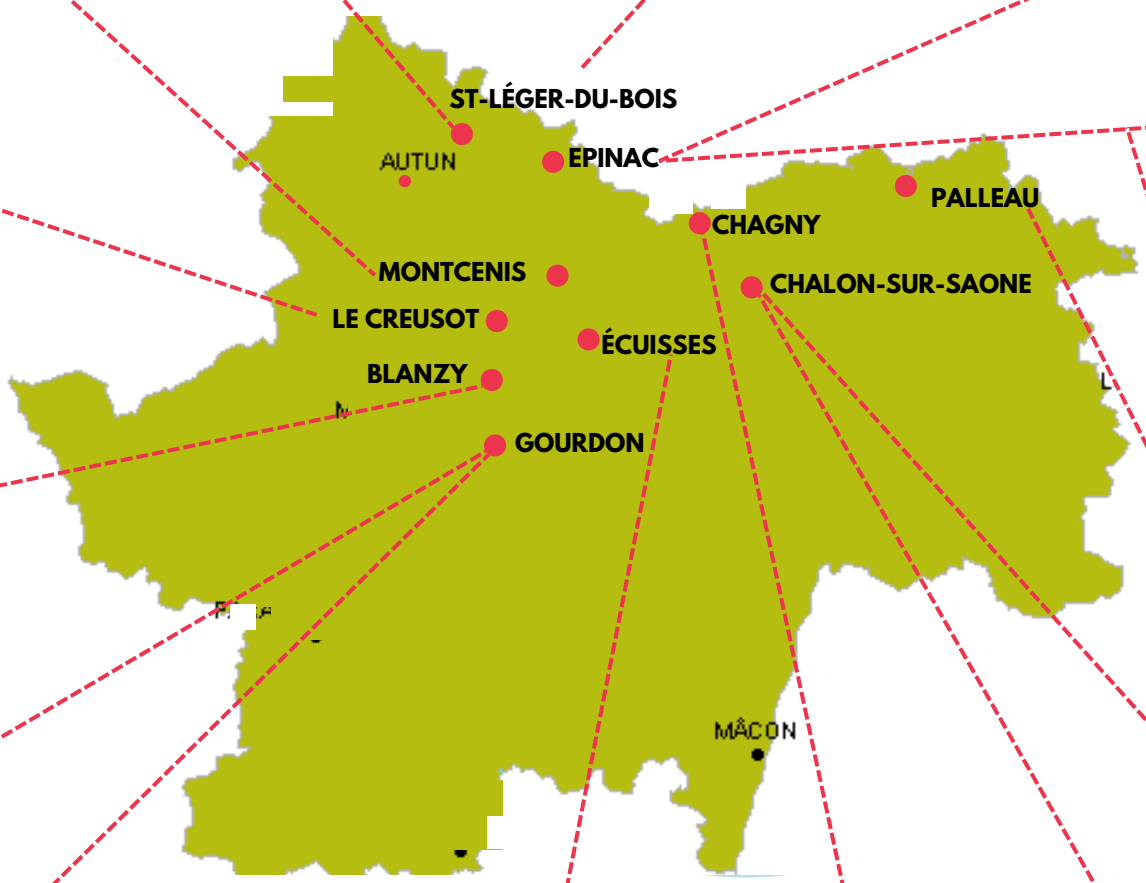 ST-LÉGER-DU-BOIS
AUTUN
EPINAC
PALLEAU
CHAGNY
MONTCENIS
CHALON-SUR-SAONE
LE CREUSOT
ÉCUISSES
BLANZY
L
GOURDON
MÂCON